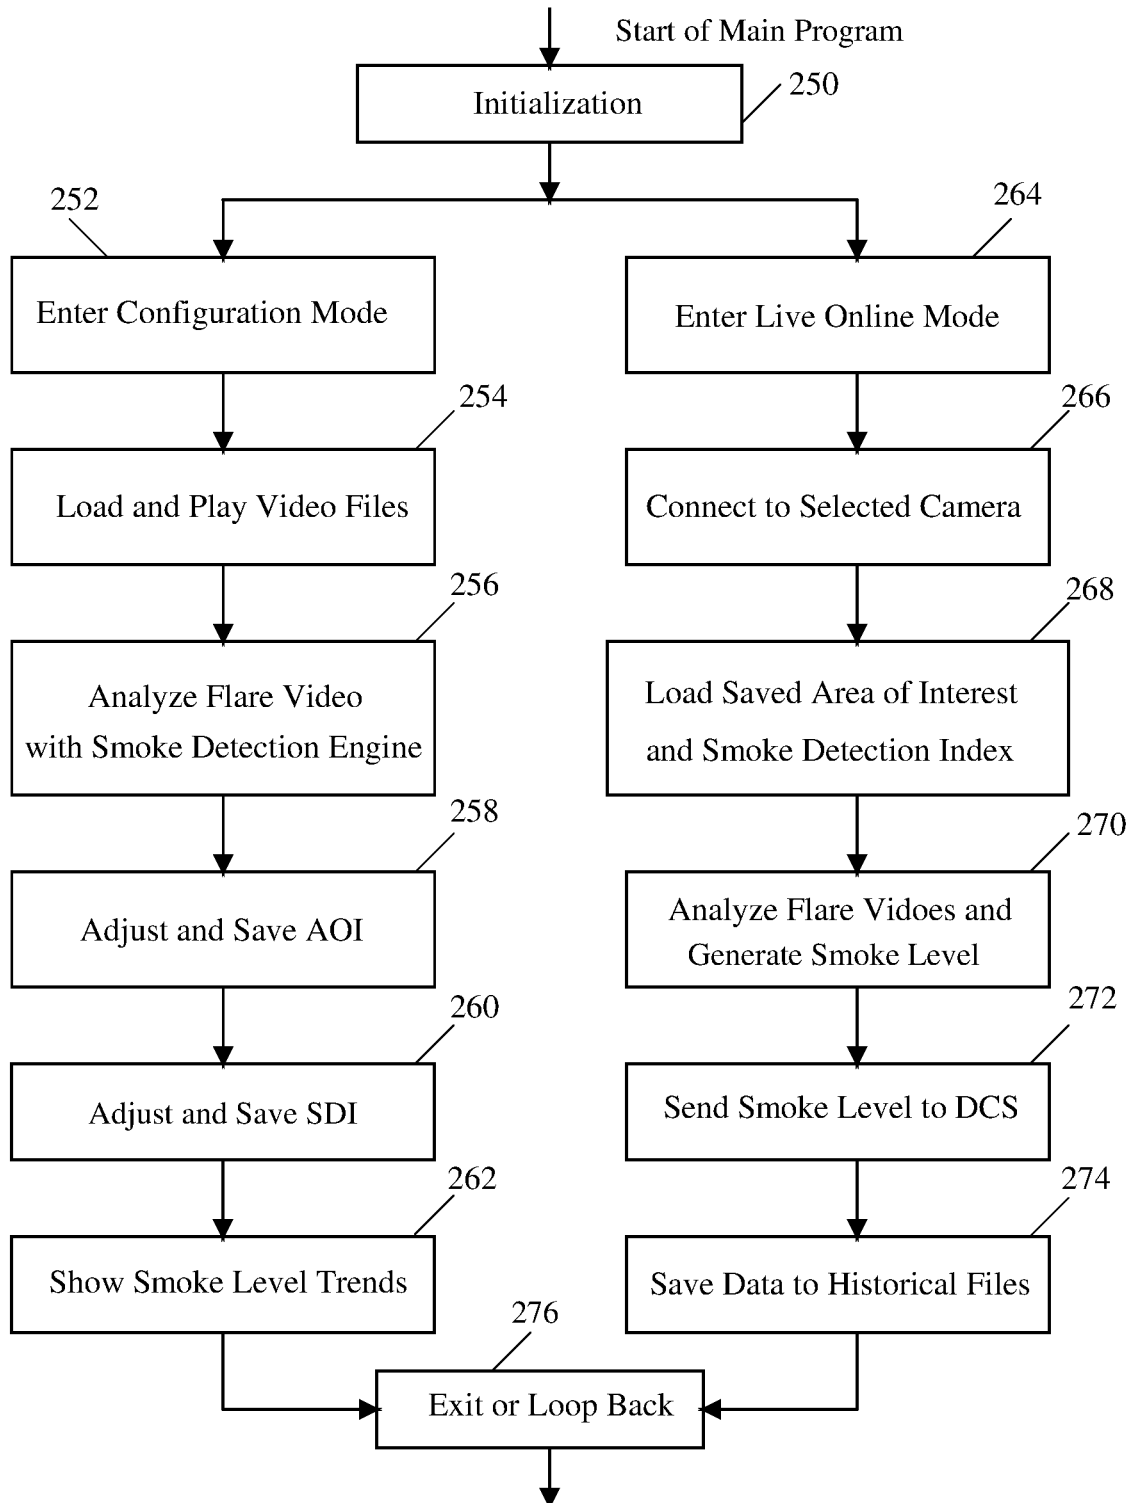 Start of Main Program
Initialization
250
252
Enter Configuration Mode
254
Load and Play Video Files
256
Analyze Flare Video
with Smoke Detection Engine
258
Adjust and Save AOI
260
Adjust and Save SDI
262
Show Smoke Level Trends
264
Enter Live Online Mode
266
Connect to Selected Camera
268
Load Saved Area of Interest
and Smoke Detection Index
270
Analyze Flare Vidoes and
Generate Smoke Level
272
Send Smoke Level to DCS
274
Save Data to Historical Files
276
Exit or Loop Back